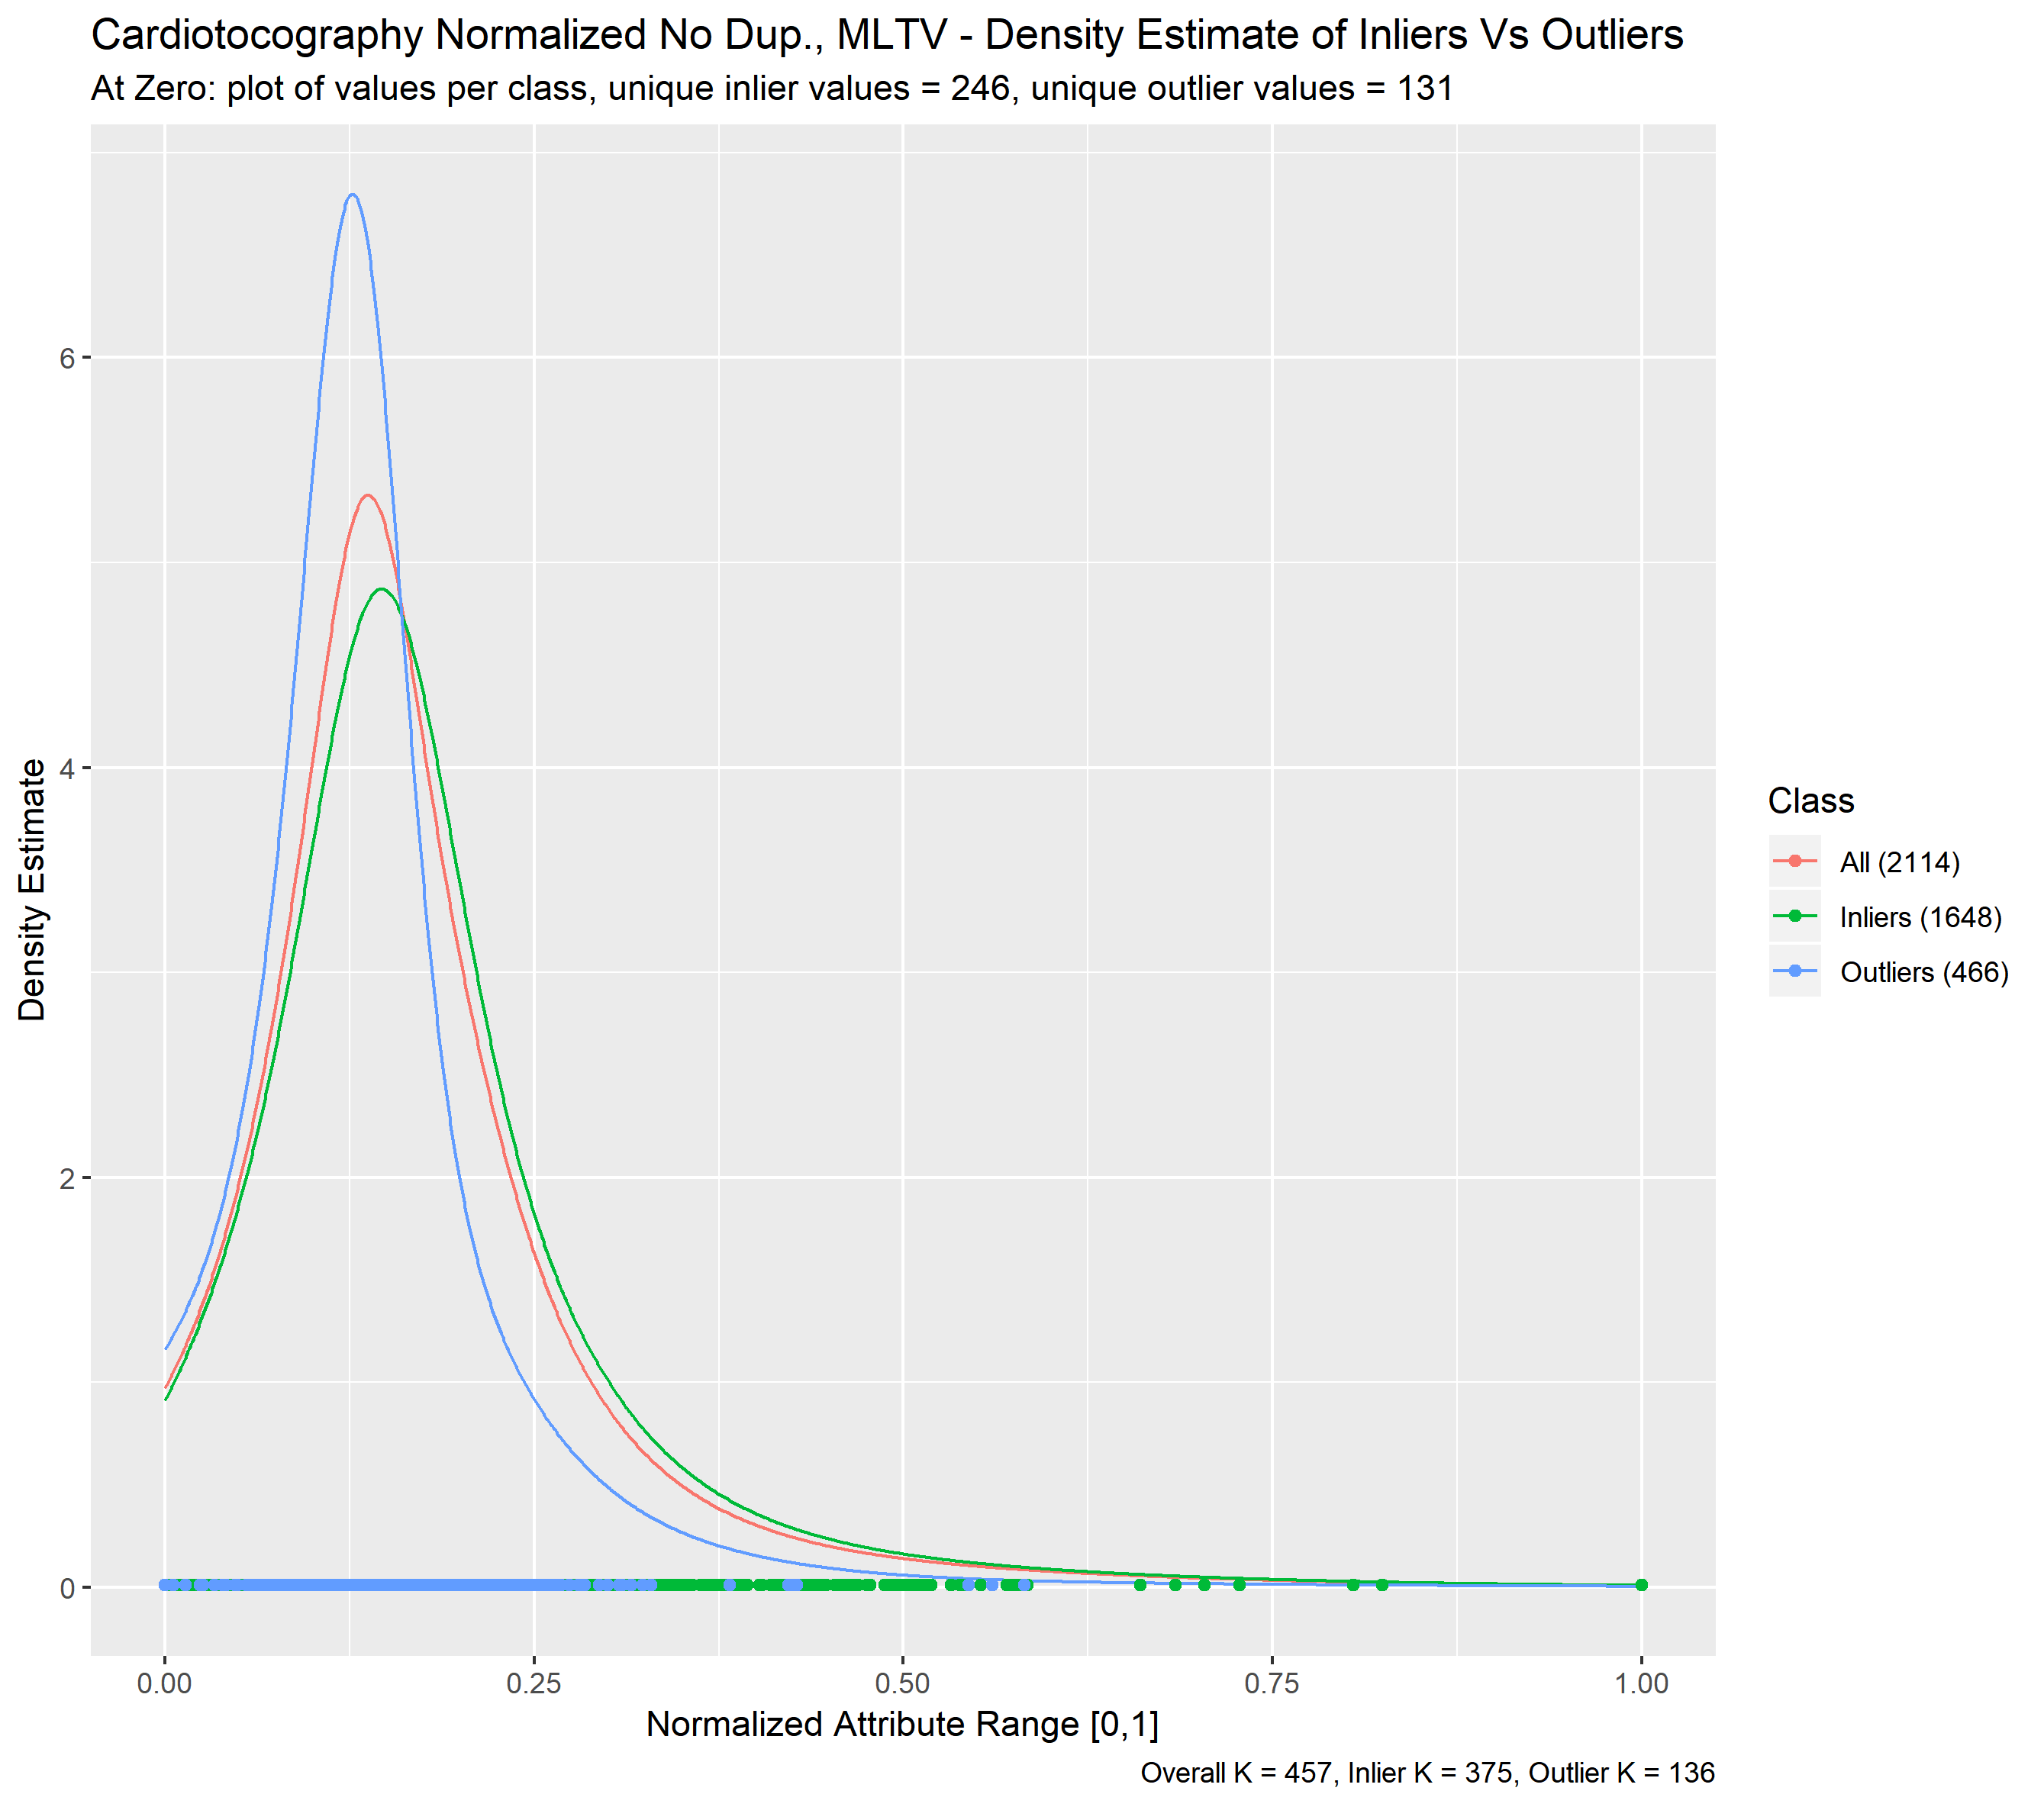 Cardiotocography Normalized No Dup., MLTV - Density Estimate of Inliers Vs Outliers
At Zero: plot of values per class, unique inlier values = 246, unique outlier values = 131
Density Estimate
6
4
2
0
0.00
0.25
0.50
0.75
1.00
Normalized Attribute Range [0,1]
Class
All (2114)
Inliers (1648)
Outliers (466)
Overall K = 457, Inlier K = 375, Outlier K = 136